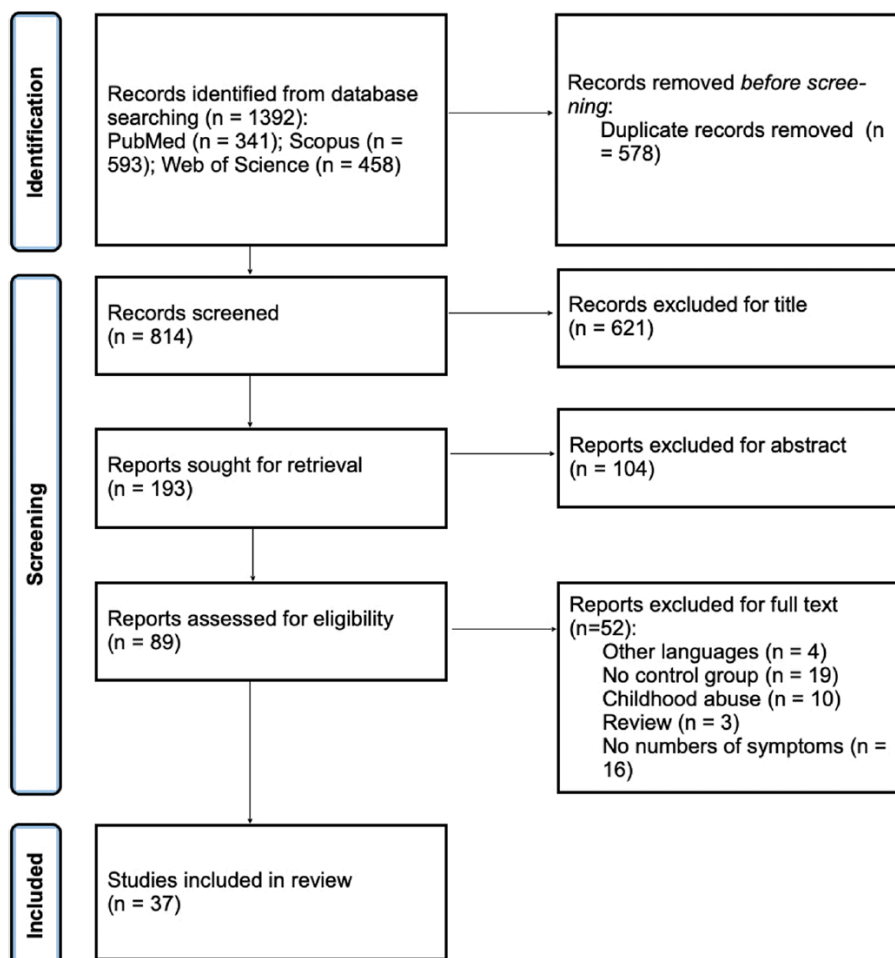 Identification
Records identified from database
searching (n = 1392):
PubMed (n = 341); Scopus (n =
593); Web of Science (n = 458)
Records removed before scree-
ning:
Duplicate records removed (n
= 578)
Screening
Records screened
(n = 814)
Records excluded for title
(n = 621)
Reports sought for retrieval
(n = 193)
Reports excluded for abstract
(n = 104)
Reports assessed for eligibility
(n = 89)
Reports excluded for full text
(n=52):
Other languages (n = 4)
No control group (n = 19)
Childhood abuse (n = 10)
Review (n = 3)
No numbers of symptoms (n =
16)
Included
Studies included in review
(n = 37)